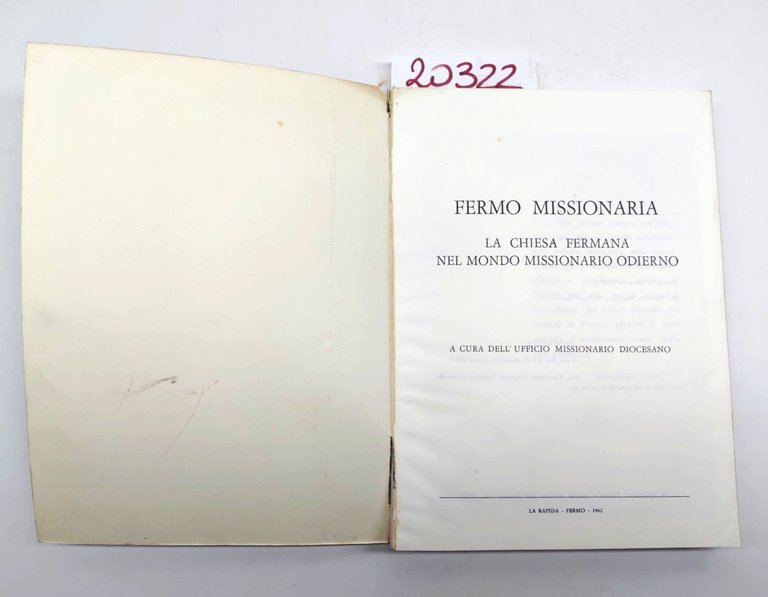 20322
FERMO MISSIONARIA
LA CHIESA FERMANA
NEL MONDO MISSIONARIO ODIERNO
A CURA DELL'UFFICIO MISSIONARIO DIOCESANO
LA RAPIDA - FERMO - 1962